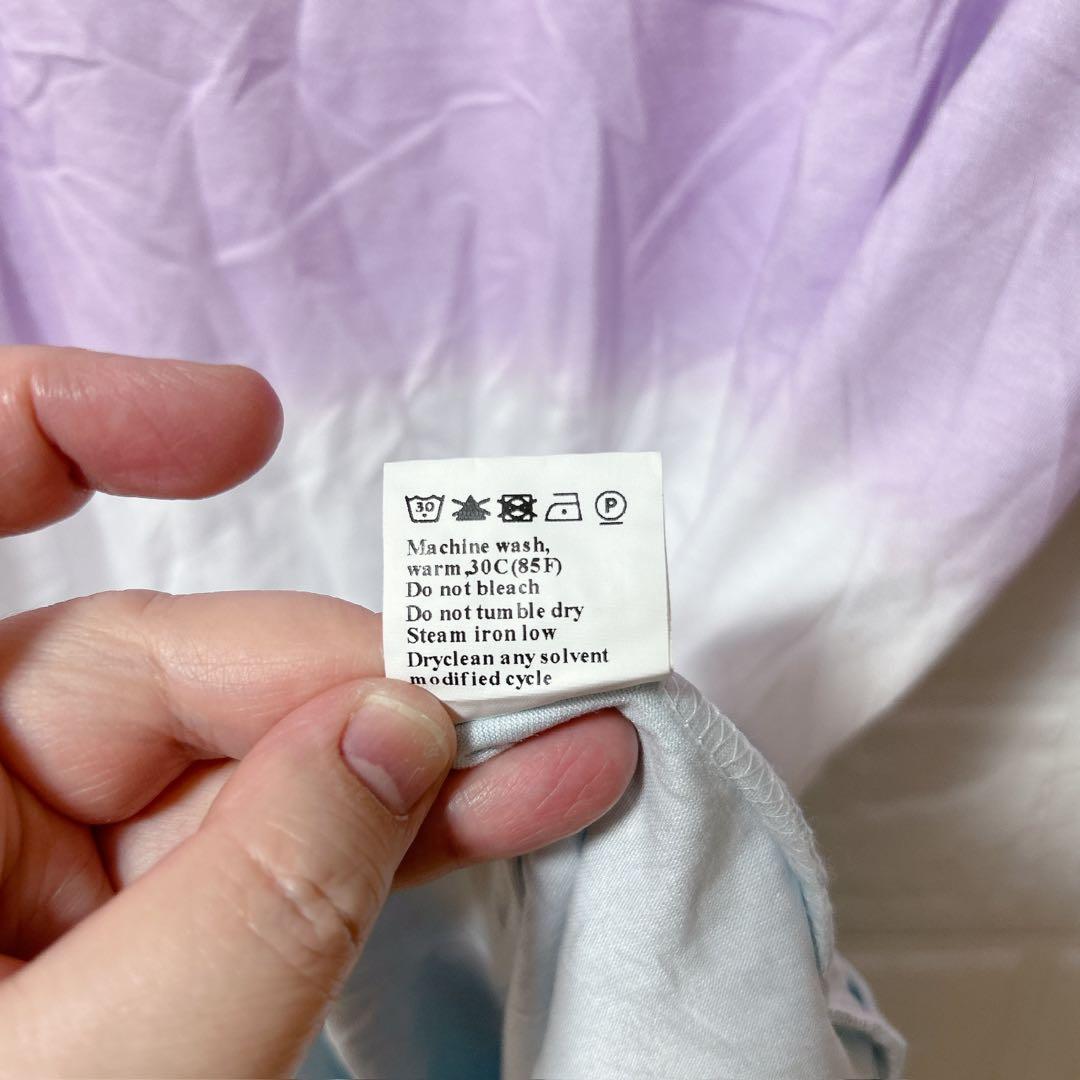 30 P
Machine wash,
warm,30C(85F)
Do not bleach
Do not tumble dry
Steam iron low
Dryclean any solvent
modified cycle